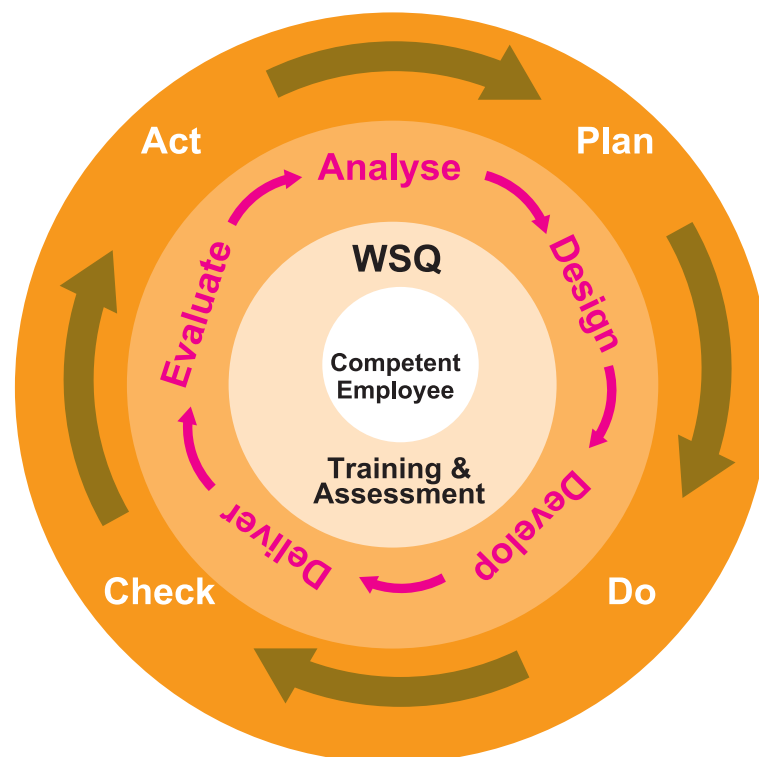 Act
Plan
Analyse
Design
Evaluate
WSQ
Competent
Employee
Training &
Assessment
Develop
Deliver
Check
Do